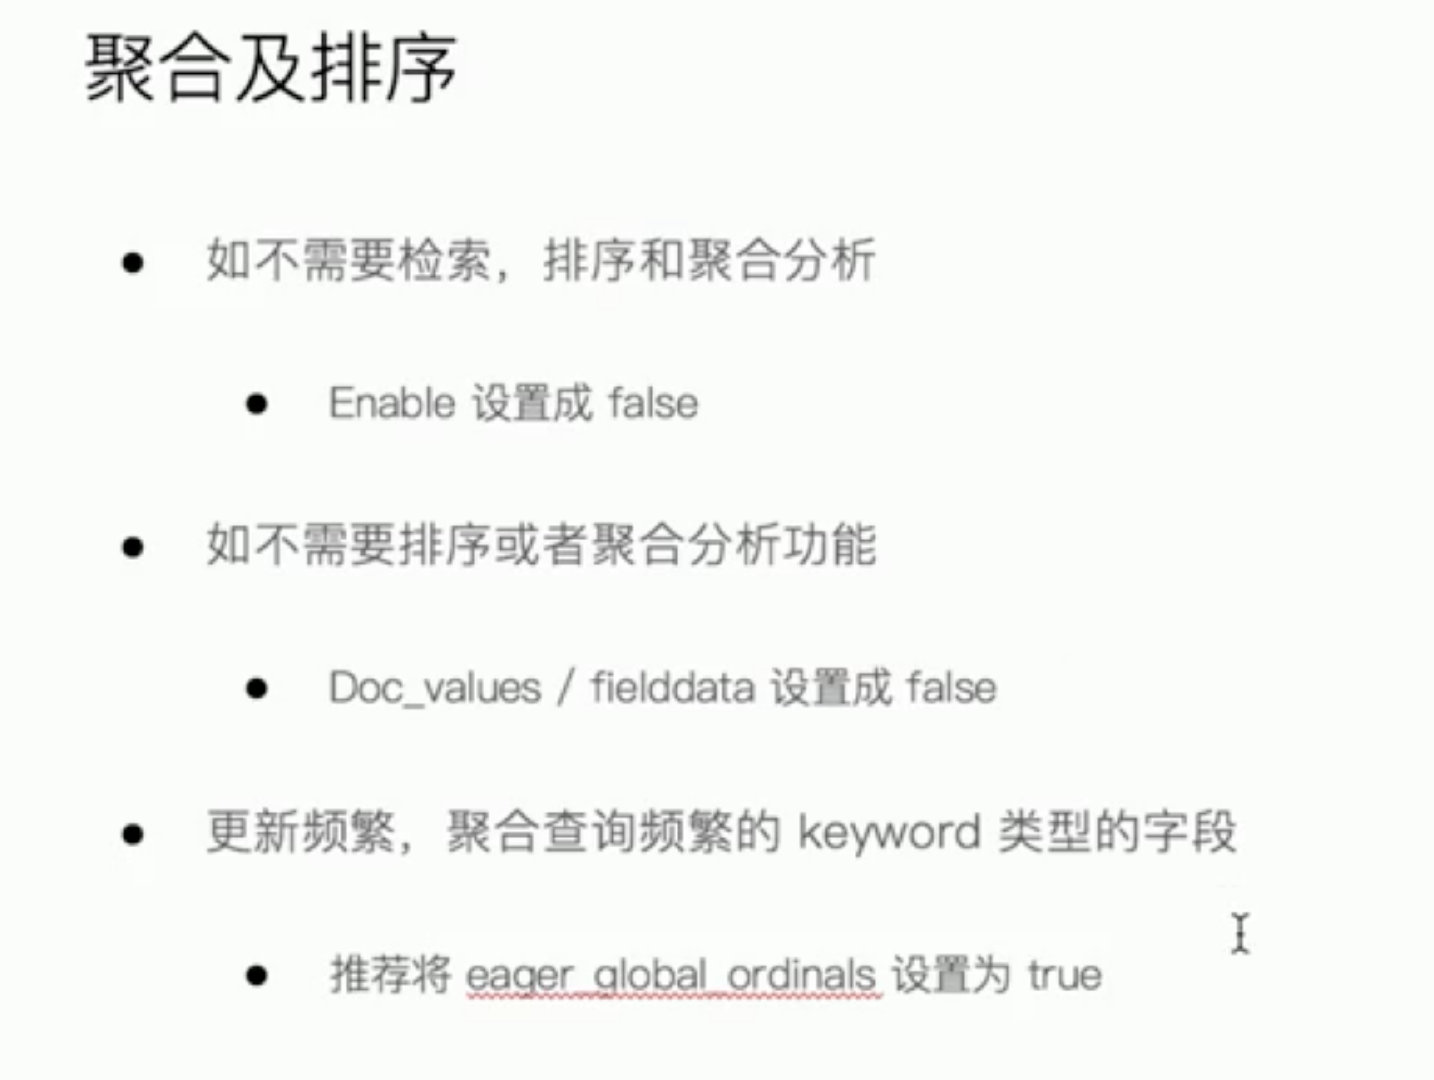 聚合及排序
如不需要检索，排序和聚合分析
Enable 设置成 false
如不需要排序或者聚合分析功能
Doc_values / fielddata 设置成 false
更新频繁，聚合查询频繁的 keyword 类型的字段
推荐将 eager_global_ordinals 设置为 true